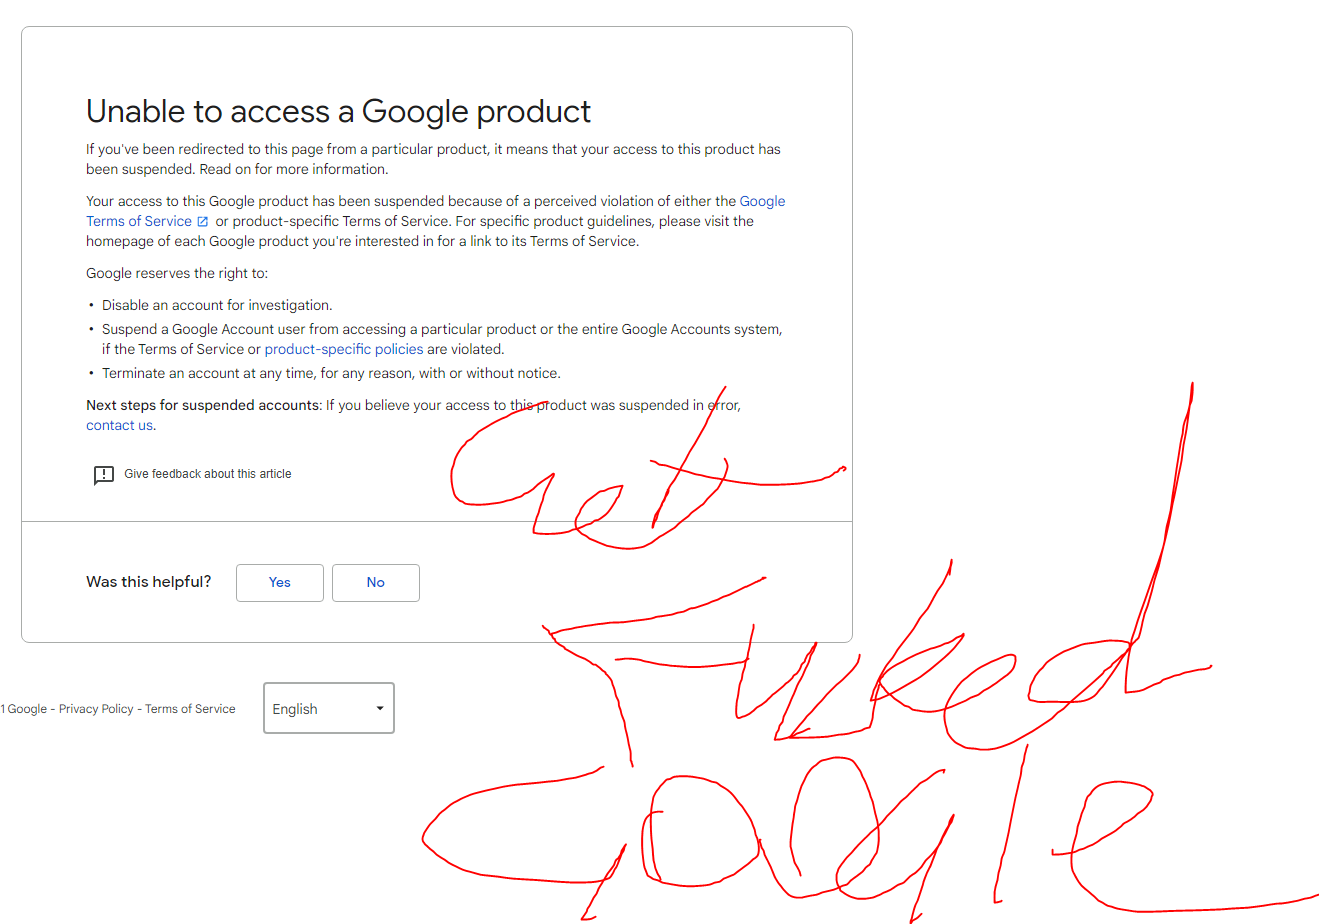 Unable to access a Google product
If you've been redirected to this page from a particular product, it means that your access to this product has
been suspended. Read on for more information.
Your access to this Google product has been suspended because of a perceived violation of either the Google
Terms of Service or product-specific Terms of Service. For specific product guidelines, please visit the
homepage of each Google product you're interested in for a link to its Terms of Service.
Google reserves the right to:
• Disable an account for investigation.
• Suspend a Google Account user from accessing a particular product or the entire Google Accounts system,
if the Terms of Service or product-specific policies are violated.
• Terminate an account at any time, for any reason, with or without notice.
Next steps for suspended accounts: If you believe your access to this product was suspended in error,
contact us.
Give feedback about this article
Get
Was this helpful?
Yes
No
Fuked
1 Google - Privacy Policy - Terms of Service
English
Google